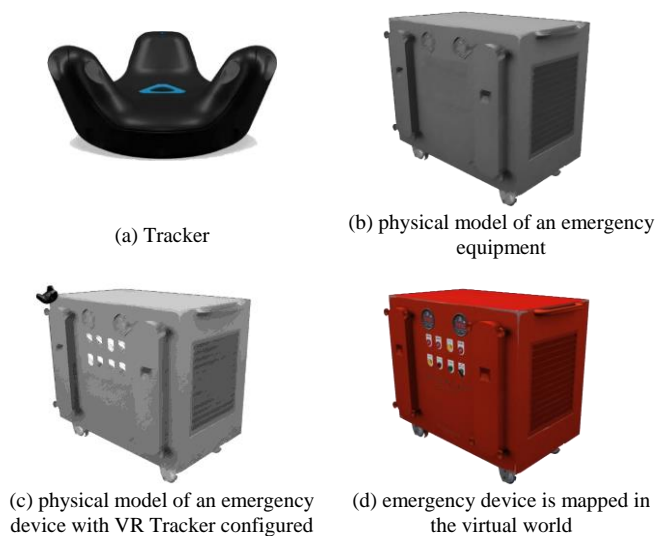 (a) Tracker
(b) physical model of an emergency
equipment
(c) physical model of an emergency
device with VR Tracker configured
(d) emergency device is mapped in
the virtual world